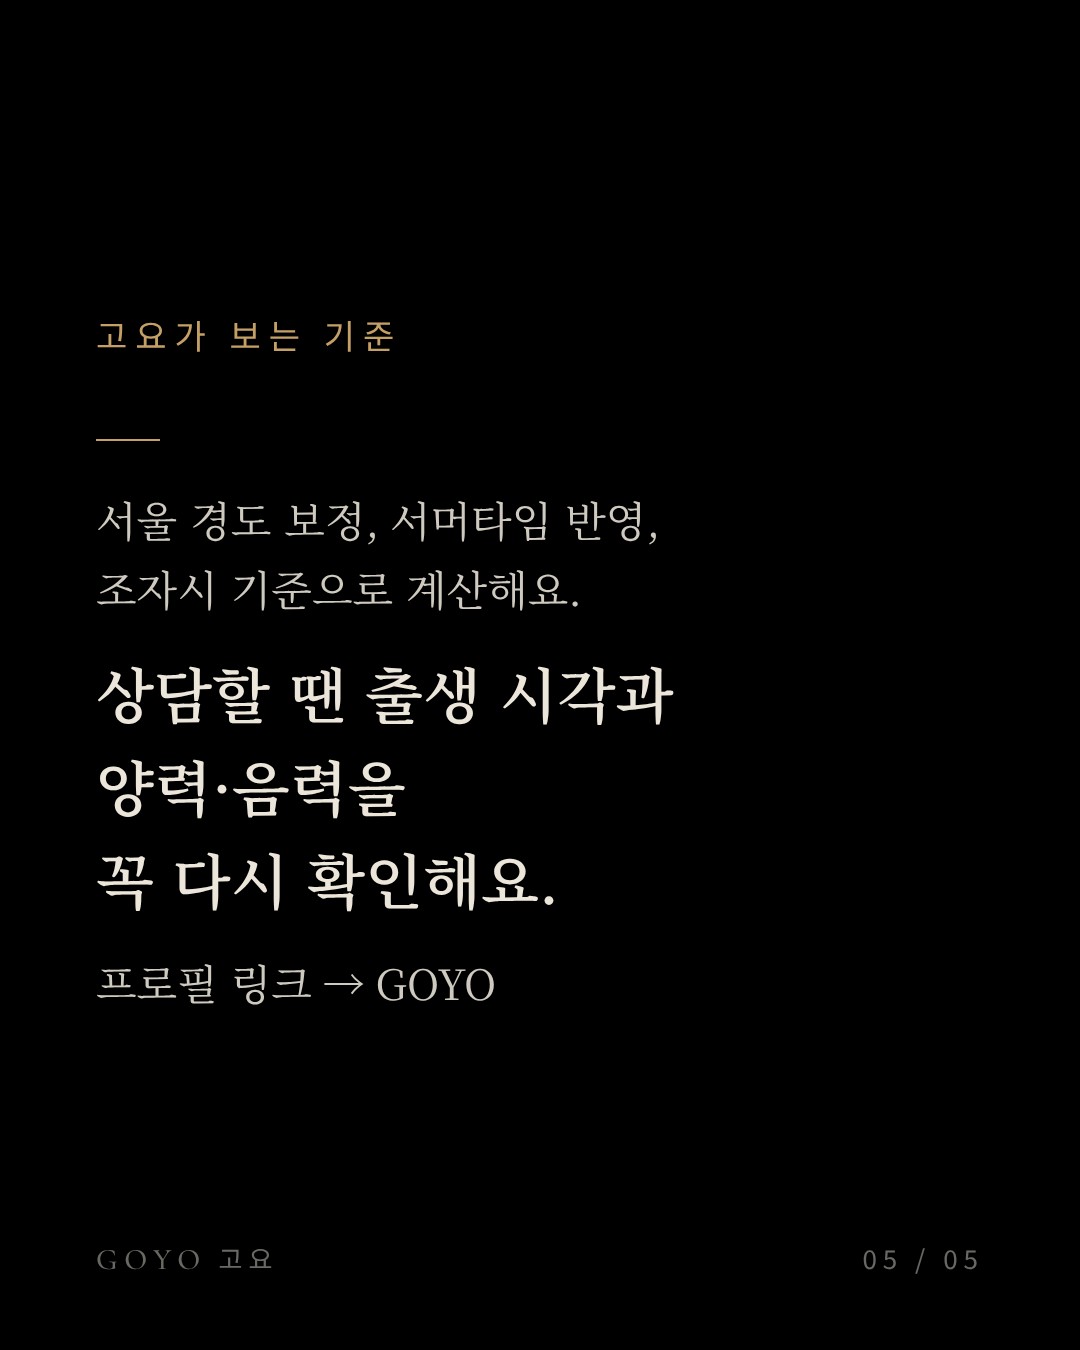 고요가 보는 기준
서울 경도 보정, 서머타임 반영,
조자시 기준으로 계산해요.
상담할 땐 출생 시각과
양력·음력을
꼭 다시 확인해요.
프로필 링크 → GOYO
GOYO 고요
05 / 05